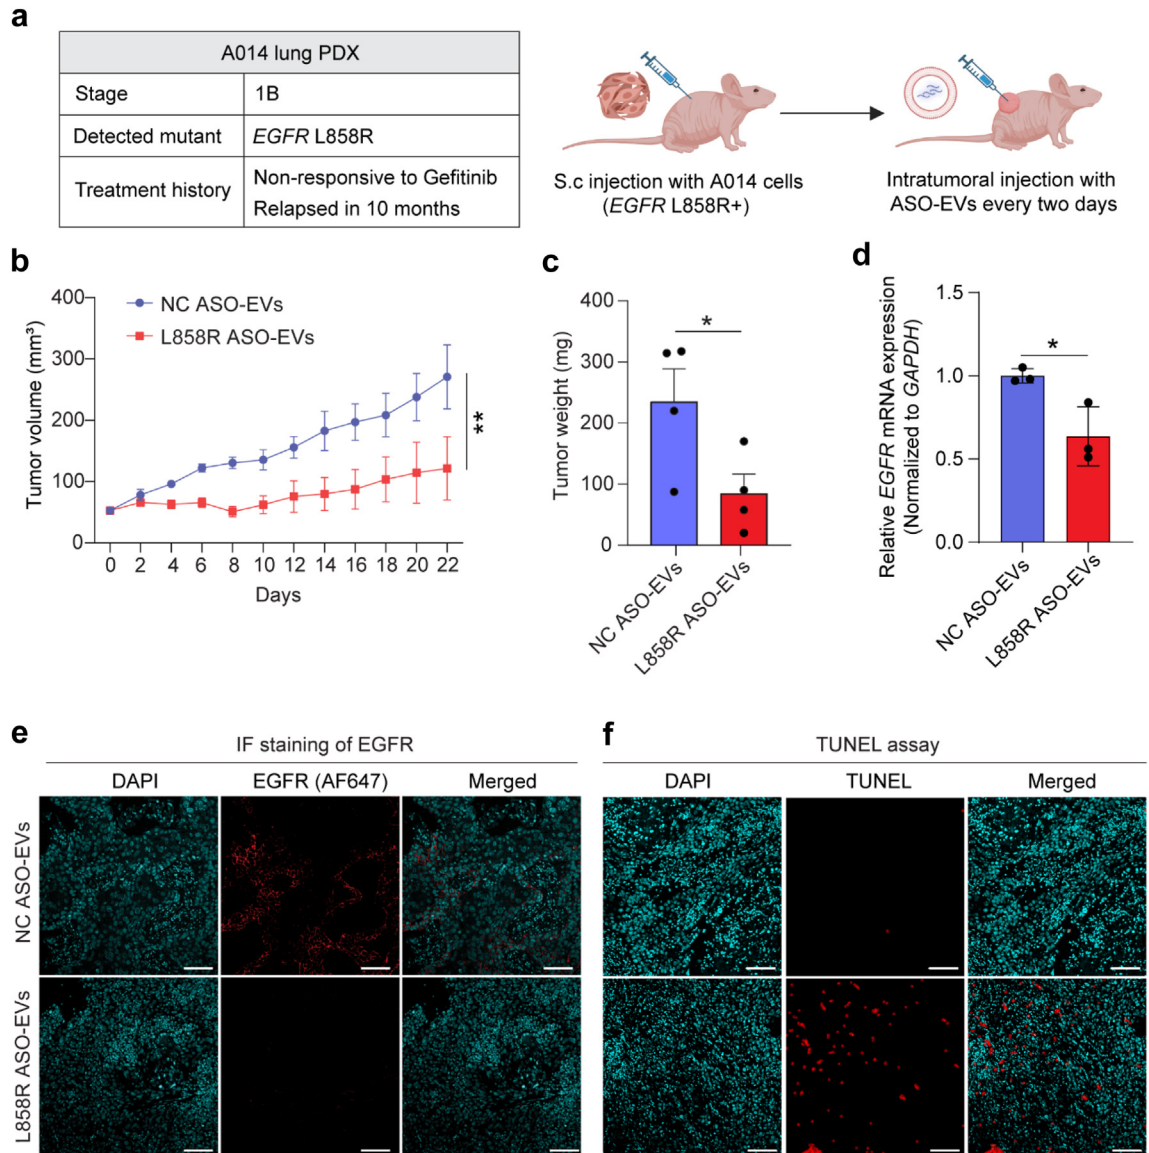 a
A014 lung PDX
Stage
1B
Detected mutant
EGFR L858R
Treatment history
Non-responsive to Gefitinib
Relapsed in 10 months
S.c injection with A014 cells
(EGFR L858R+)
Intratumoral injection with
ASO-EVs every two days
b
Tumor volume (mm³)
400
300
200
100
0
NC ASO-EVs
L858R ASO-EVs
**
0 2 4 6 8 10 12 14 16 18 20 22
Days
c
Tumor weight (mg)
400
300
200
100
0
*
NC ASO-EVs
L858R ASO-EVs
d
Relative EGFR mRNA expression
(Normalized to GAPDH)
1.5
1.0
0.5
0.0
*
NC ASO-EVs
L858R ASO-EVs
e
IF staining of EGFR
DAPI
EGFR (AF647)
Merged
NC ASO-EVs
L858R ASO-EVs
f
TUNEL assay
DAPI
TUNEL
Merged